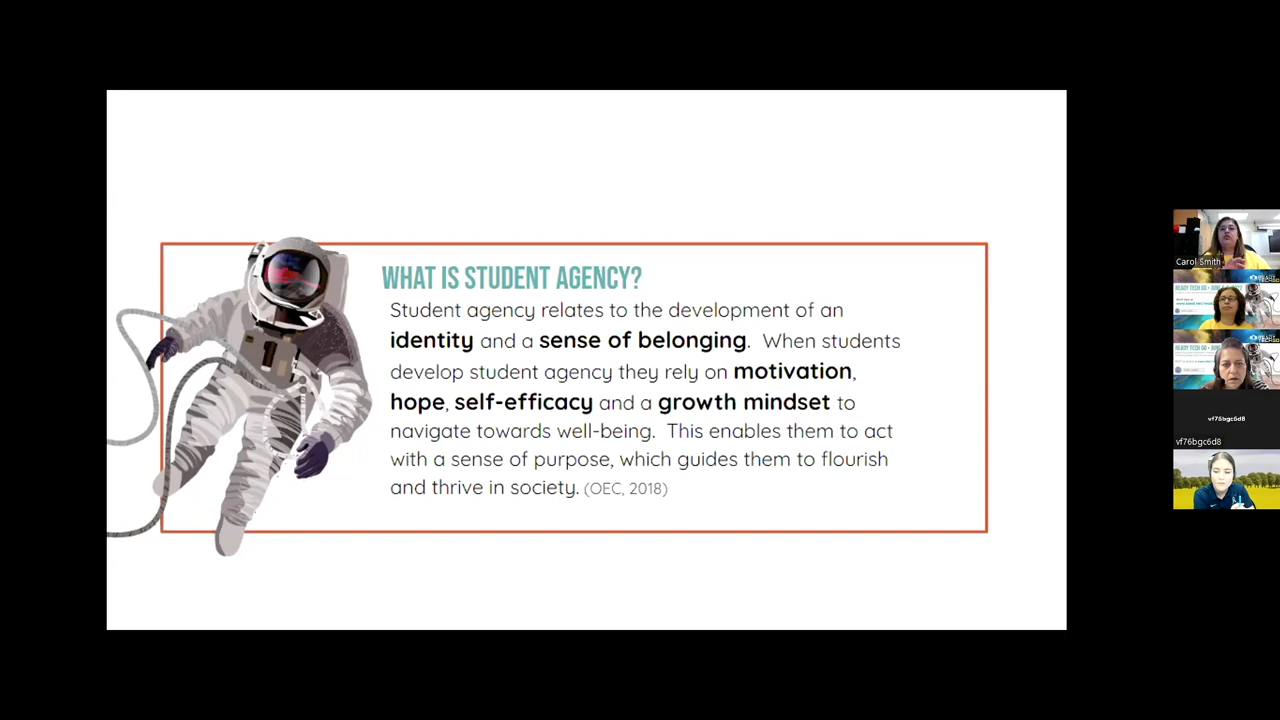 WHAT IS STUDENT AGENCY?
Student agency relates to the development of an
identity and a sense of belonging. When students
develop student agency they rely on motivation,
hope, self-efficacy and a growth mindset to
navigate towards well-being. This enables them to act
with a sense of purpose, which guides them to flourish
and thrive in society. (OEC, 2018)
Carol Smith
vf76bgc6d8
vf76bgc6d8